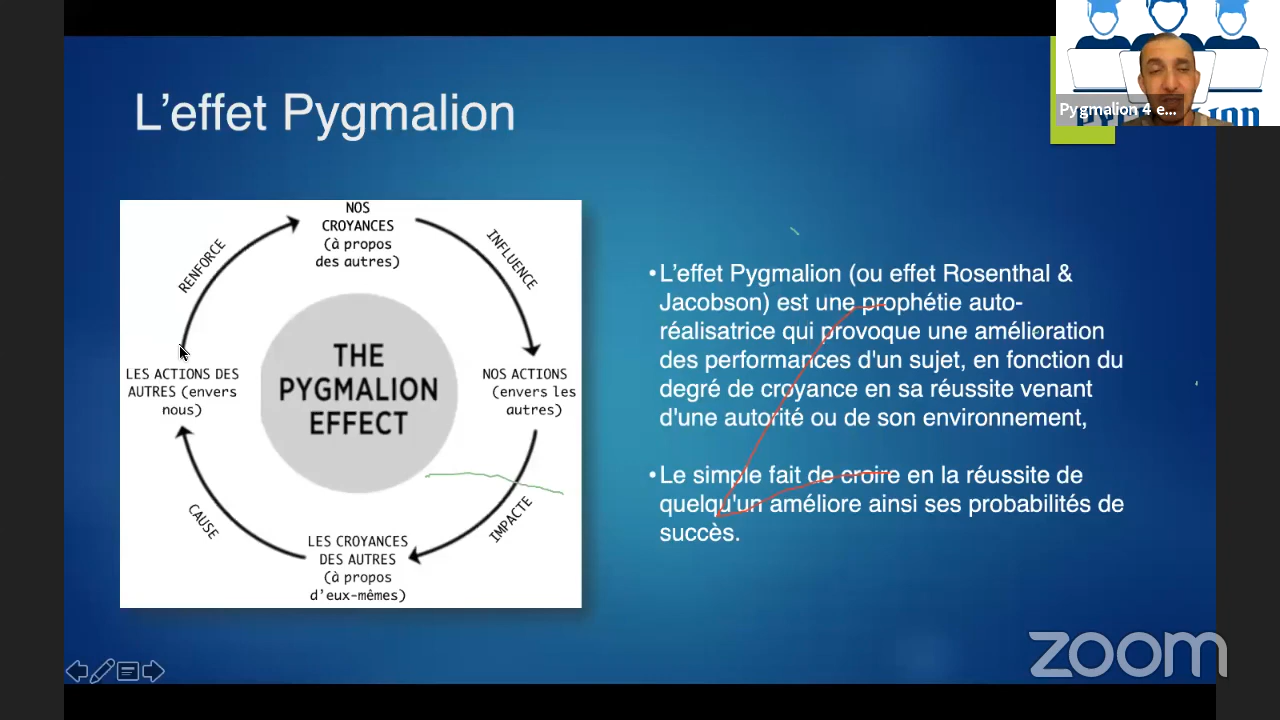 L'effet Pygmalion
Pygmalion 4 e...
NOS
CROYANCES
(à propos
des autres)
INFLUENCE
NOS ACTIONS
(envers les
autres)
IMPACTE
LES CROYANCES
DES AUTRES
(à propos
d'eux-mêmes)
CAUSE
LES ACTIONS DES
AUTRES (envers
nous)
RENFORCE
THE
PYGMALION
EFFECT
•L'effet Pygmalion (ou effet Rosenthal &
Jacobson) est une prophétie auto-
réalisatrice qui provoque une amélioration
des performances d'un sujet, en fonction du
degré de croyance en sa réussite venant
d'une autorité ou de son environnement,
•Le simple fait de croire en la réussite de
quelqu'un améliore ainsi ses probabilités de
succès.
zoom